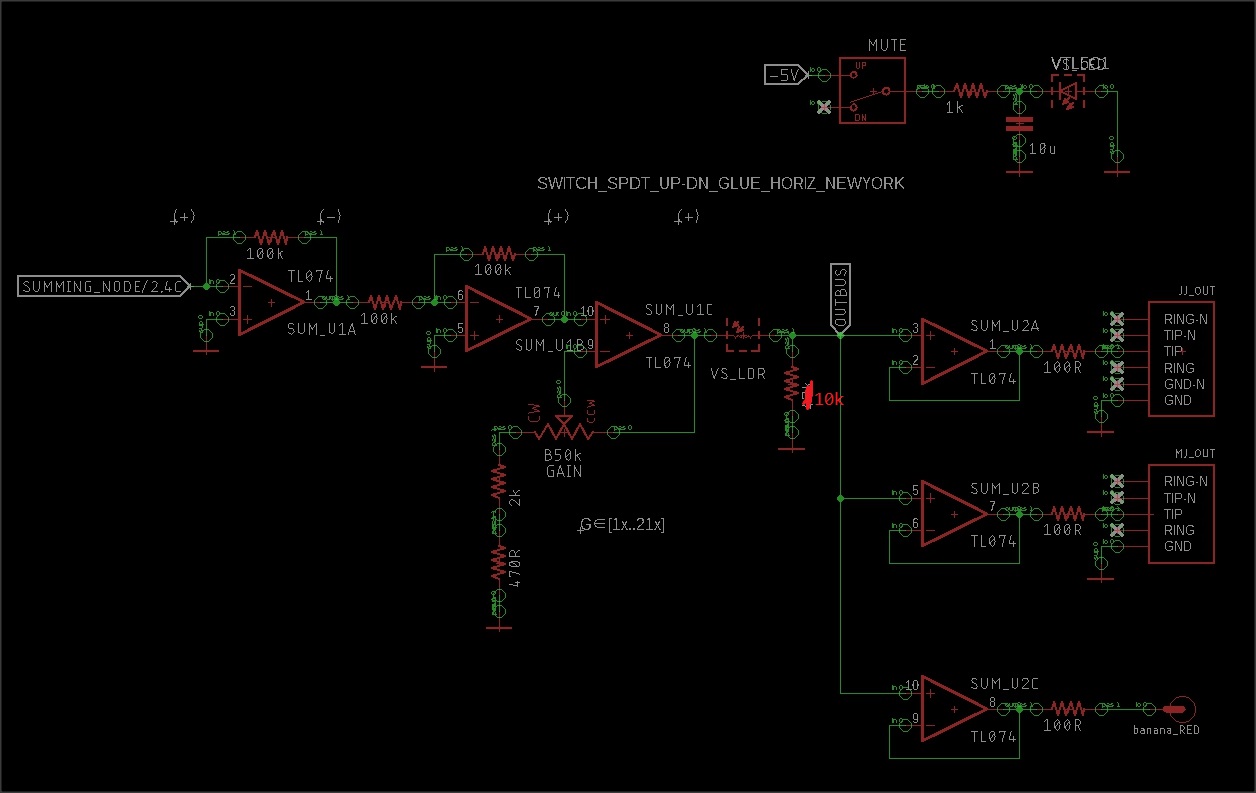 MUTE
VTL5C1
-5V
UP
DN
1k
10u
SWITCH_SPDT_UP-DN_GLUE_HORIZ_NEWYORK
(+)
(-)
(+)
(+)
100k
TL074
2
3
1
SUMMING_NODE/2.4C
SUM_U1A
100k
100k
TL074
6
5
7
SUM_U1B
10
9
8
SUM_U1C
TL074
VS_LDR
OUTBUS
10k
CW
CCW
B50k
GAIN
2k
470R
G∈[1x..21x]
3
2
1
SUM_U2A
TL074
100R
JJ_OUT
RING-N
TIP-N
TIP
RING
GND-N
GND
5
6
7
SUM_U2B
TL074
100R
MJ_OUT
RING-N
TIP-N
TIP
RING
GND
10
9
8
SUM_U2C
TL074
100R
banana_RED